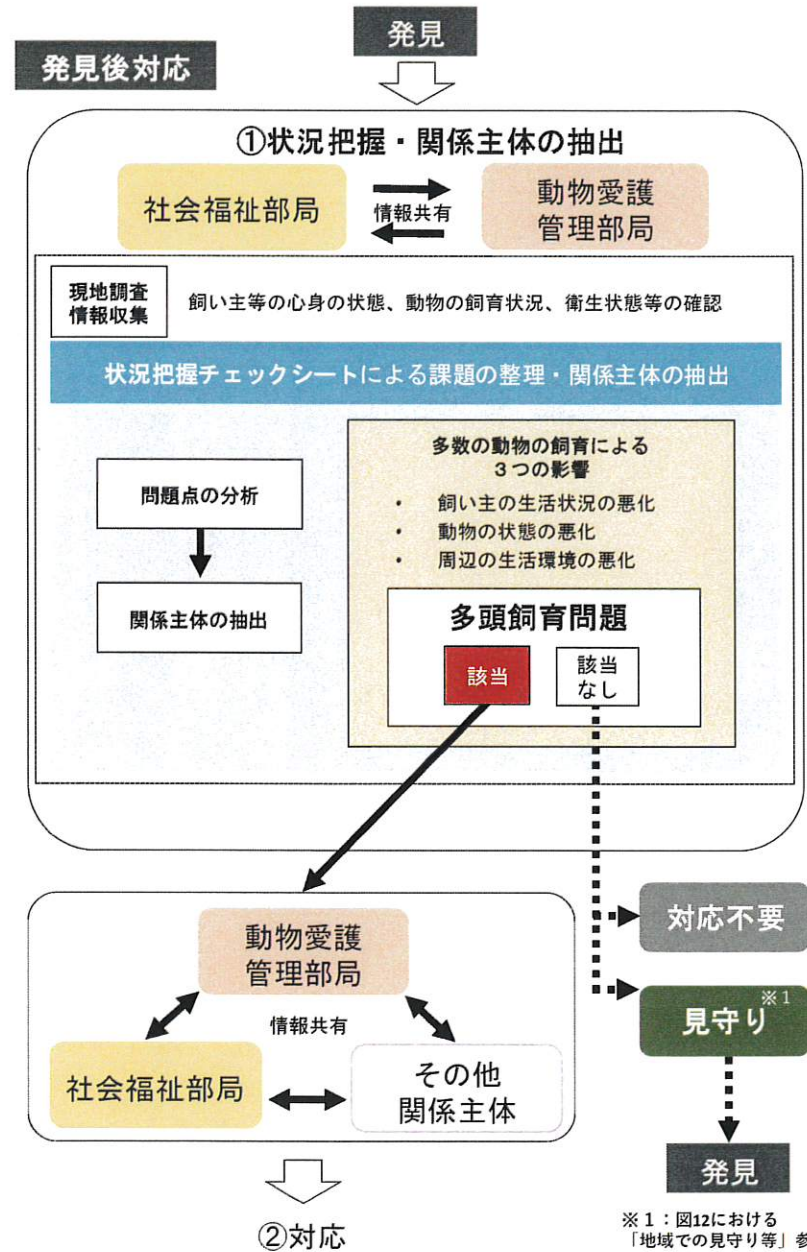 発見
発見後対応
①状況把握・関係主体の抽出
社会福祉部局
情報共有
動物愛護
管理部局
現地調査
情報収集
飼い主等の心身の状態、動物の飼育状況、衛生状態等の確認
状況把握チェックシートによる課題の整理・関係主体の抽出
問題点の分析
関係主体の抽出
多数の動物の飼育による
3つの影響
・ 飼い主の生活状況の悪化
・ 動物の状態の悪化
・ 周辺の生活環境の悪化
多頭飼育問題
該当
該当
なし
動物愛護
管理部局
情報共有
社会福祉部局
その他
関係主体
②対応
対応不要
見守り※1
発見
※1：図12における
「地域での見守り等」参